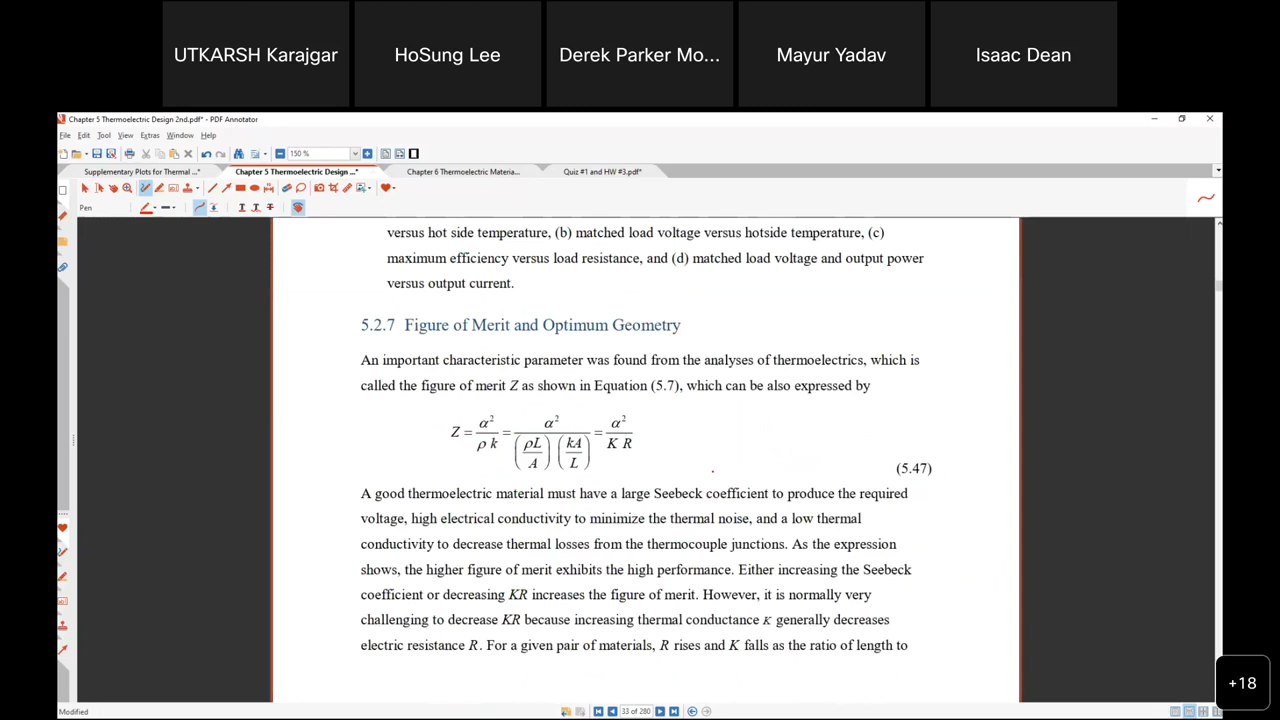 UTKARSH Karajgar
HoSung Lee
Derek Parker Mo...
Mayur Yadav
Isaac Dean
Chapter 5 Thermoelectric Design 2nd.pdf* - PDF Annotator
File Edit Tool View Extras Window Help
150 %
Supplementary Plots for Thermal ...*
Chapter 5 Thermoelectric Design ...*
Chapter 6 Thermoelectric Materia...
Quiz #1 and HW #3.pdf*
Pen
versus hot side temperature, (b) matched load voltage versus hotside temperature, (c)
maximum efficiency versus load resistance, and (d) matched load voltage and output power
versus output current.
5.2.7 Figure of Merit and Optimum Geometry
An important characteristic parameter was found from the analyses of thermoelectrics, which is
called the figure of merit Z as shown in Equation (5.7), which can be also expressed by
Z = α² / ρ k = α² / (ρL / A) (kA / L) = α² / K R
(5.47)
A good thermoelectric material must have a large Seebeck coefficient to produce the required
voltage, high electrical conductivity to minimize the thermal noise, and a low thermal
conductivity to decrease thermal losses from the thermocouple junctions. As the expression
shows, the higher figure of merit exhibits the high performance. Either increasing the Seebeck
coefficient or decreasing KR increases the figure of merit. However, it is normally very
challenging to decrease KR because increasing thermal conductance κ generally decreases
electric resistance R. For a given pair of materials, R rises and K falls as the ratio of length to
+18
Modified
33 of 280